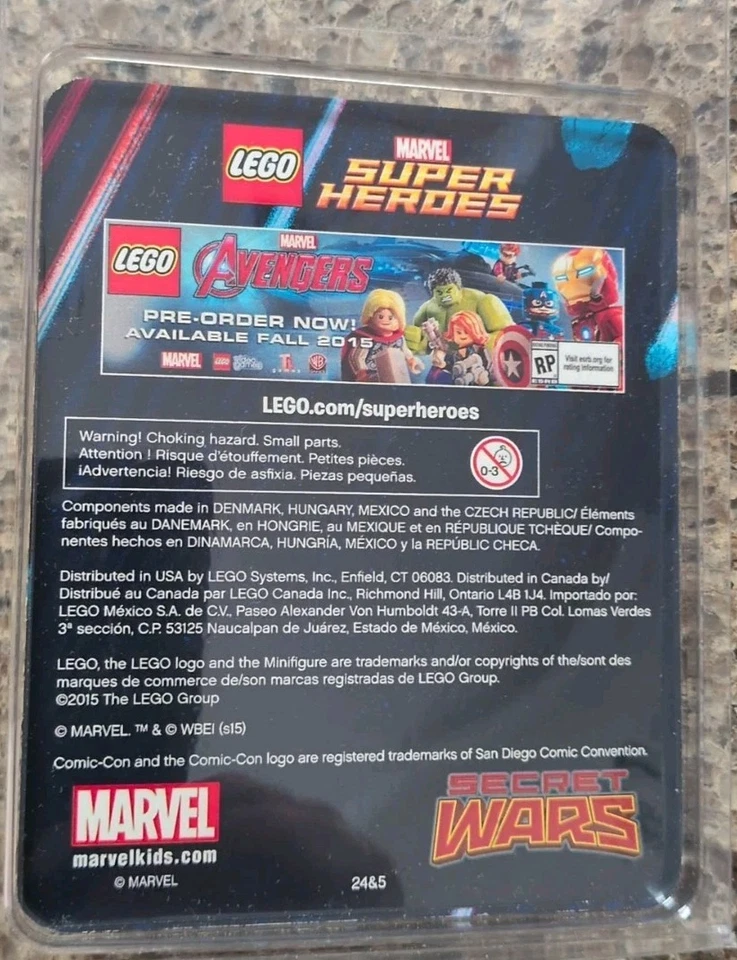 LEGO
MARVEL
SUPER
HEROES
LEGO
MARVEL
AVENGERS
PRE-ORDER NOW!
AVAILABLE FALL 2015
MARVEL LEGO WB
RP
ESRB
Visit esrb.org for
rating information
LEGO.com/superheroes
Warning! Choking hazard. Small parts.
Attention ! Risque d'étouffement. Petites pièces.
¡Advertencia! Riesgo de asfixia. Piezas pequeñas.
0-3
Components made in DENMARK, HUNGARY, MEXICO and the CZECH REPUBLIC/ Éléments
fabriqués au DANEMARK, en HONGRIE, au MEXIQUE et en RÉPUBLIQUE TCHÈQUE/ Compo-
nentes hechos en DINAMARCA, HUNGRÍA, MÉXICO y la REPÚBLIC CHECA.
Distributed in USA by LEGO Systems, Inc., Enfield, CT 06083. Distributed in Canada by/
Distribué au Canada par LEGO Canada Inc., Richmond Hill, Ontario L4B 1J4. Importado por:
LEGO México S.A. de C.V., Paseo Alexander Von Humboldt 43-A, Torre II PB Col. Lomas Verdes
3ª sección, C.P. 53125 Naucalpan de Juárez, Estado de México, México.
LEGO, the LEGO logo and the Minifigure are trademarks and/or copyrights of the/sont des
marques de commerce de/son marcas registradas de LEGO Group.
©2015 The LEGO Group
© MARVEL. ™ & © WBEI (s15)
Comic-Con and the Comic-Con logo are registered trademarks of San Diego Comic Convention.
MARVEL
marvelkids.com
© MARVEL
24&5
SECRET
WARS